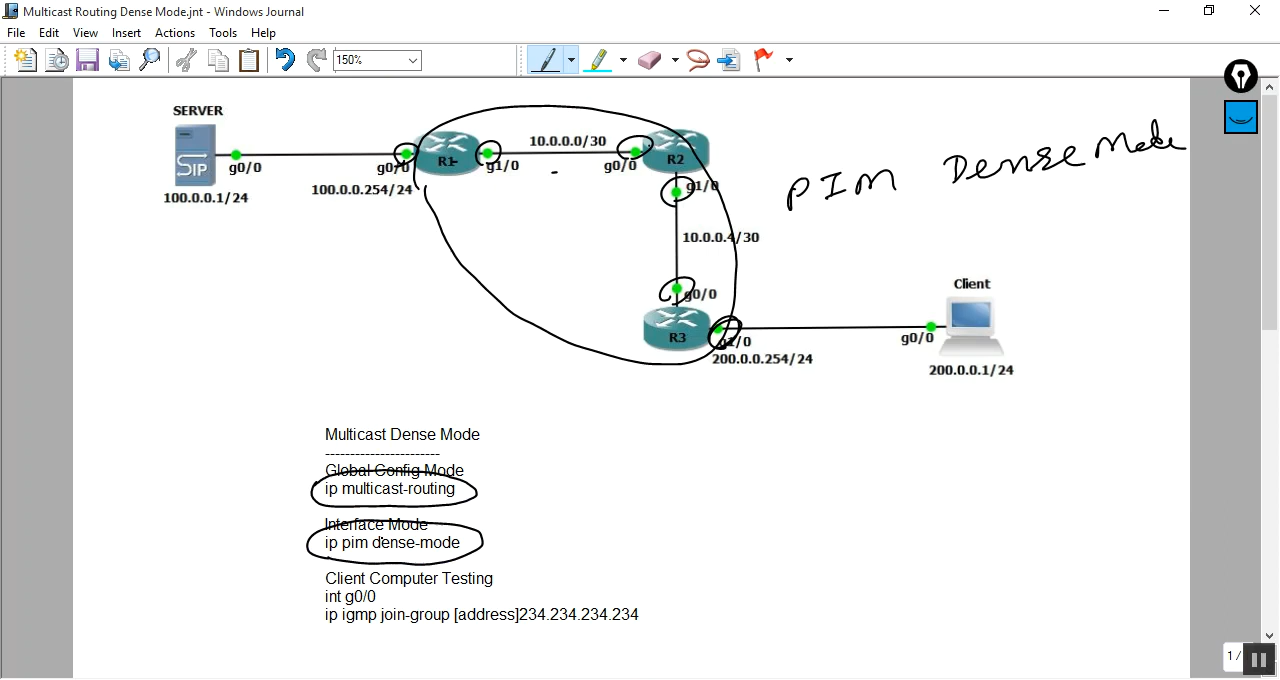 Multicast Routing Dense Mode.jnt - Windows Journal
File Edit View Insert Actions Tools Help
150%
SERVER
SIP
g0/0
100.0.0.1/24
g0/0
100.0.0.254/24
R1
g1/0
10.0.0.0/30
g0/0
R2
g1/0
10.0.0.4/30
g0/0
R3
g1/0
200.0.0.254/24
Client
g0/0
200.0.0.1/24
PIM Dense Mode
Multicast Dense Mode
-----------------------
Global Config Mode
ip multicast-routing
Interface Mode
ip pim dense-mode
Client Computer Testing
int g0/0
ip igmp join-group [address]234.234.234.234
1 /